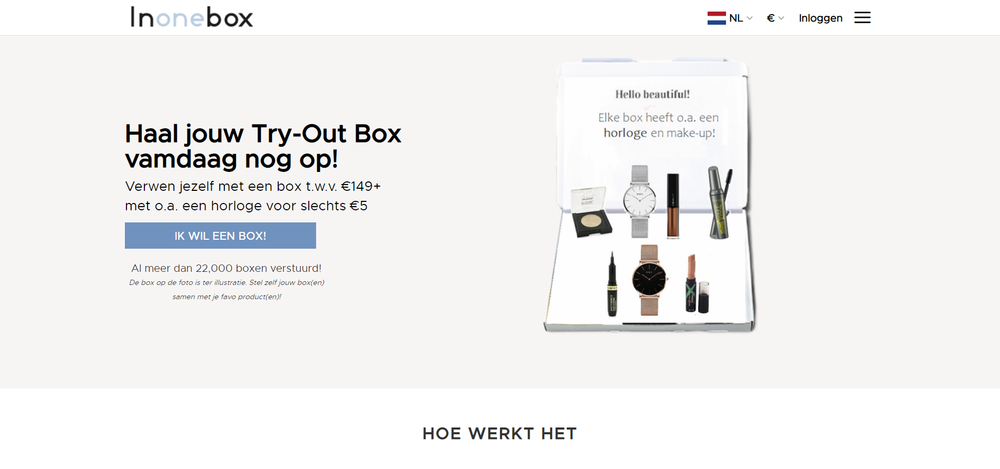 Inonebox
NL
€
Inloggen
Hello beautiful!
Elke box heeft o.a. een
horloge en make-up!
Haal jouw Try-Out Box
vamdaag nog op!
Verwen jezelf met een box t.w.v. €149+
met o.a. een horloge voor slechts €5
IK WIL EEN BOX!
Al meer dan 22,000 boxen verstuurd!
De box op de foto is ter illustratie. Stel zelf jouw box(en)
samen met je favo product(en)!
HOE WERKT HET